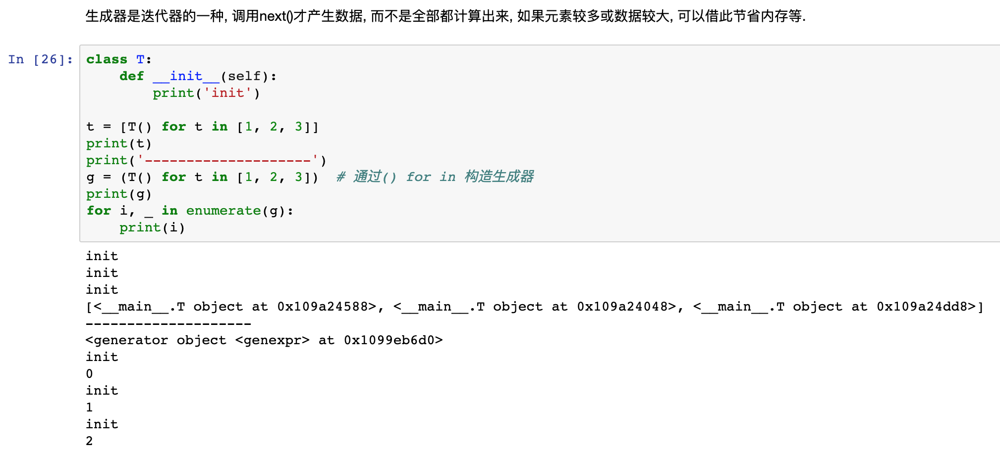 生成器是迭代器的一种, 调用next()才产生数据, 而不是全部都计算出来, 如果元素较多或数据较大, 可以借此节省内存等.
In [26]:
class T:
    def __init__(self):
        print('init')

t = [T() for t in [1, 2, 3]]
print(t)
print('--------------------')
g = (T() for t in [1, 2, 3])  # 通过() for in 构造生成器
print(g)
for i, _ in enumerate(g):
    print(i)
init
init
init
[<__main__.T object at 0x109a24588>, <__main__.T object at 0x109a24048>, <__main__.T object at 0x109a24dd8>]
--------------------
<generator object <genexpr> at 0x1099eb6d0>
init
0
init
1
init
2